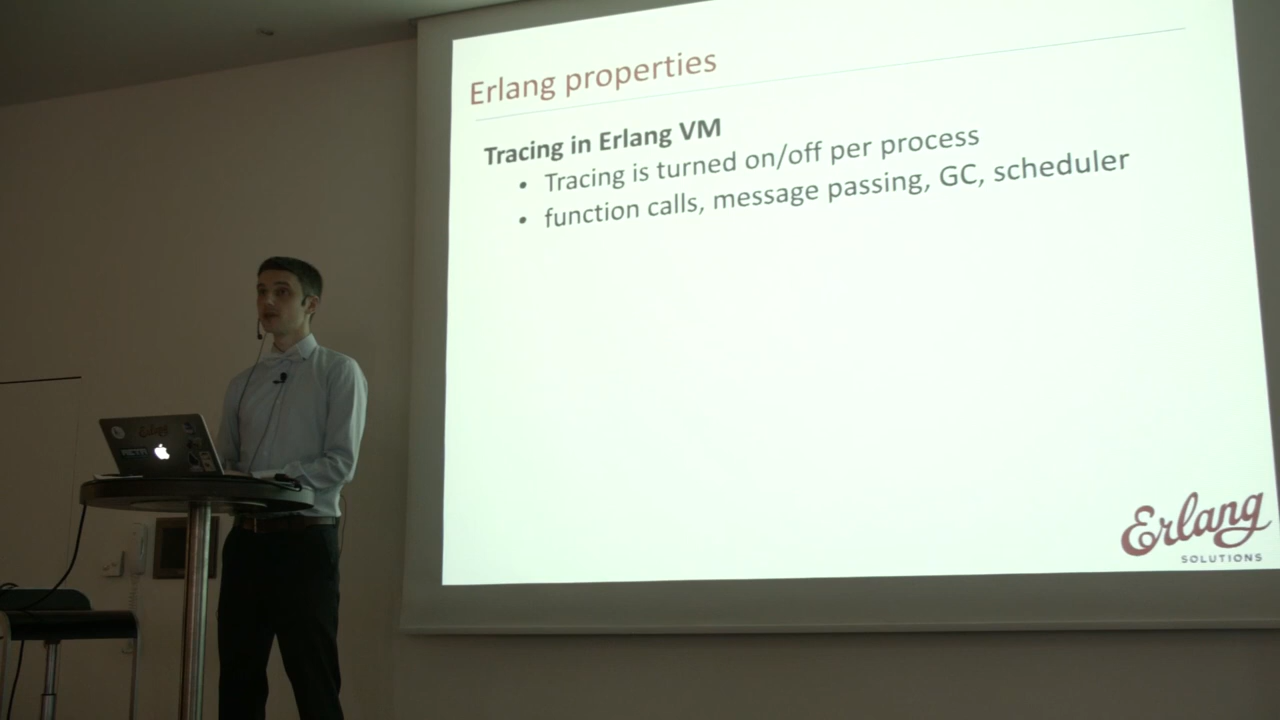 Erlang properties
Tracing in Erlang VM
• Tracing is turned on/off per process
• function calls, message passing, GC, scheduler
Erlang
SOLUTIONS
Erlang